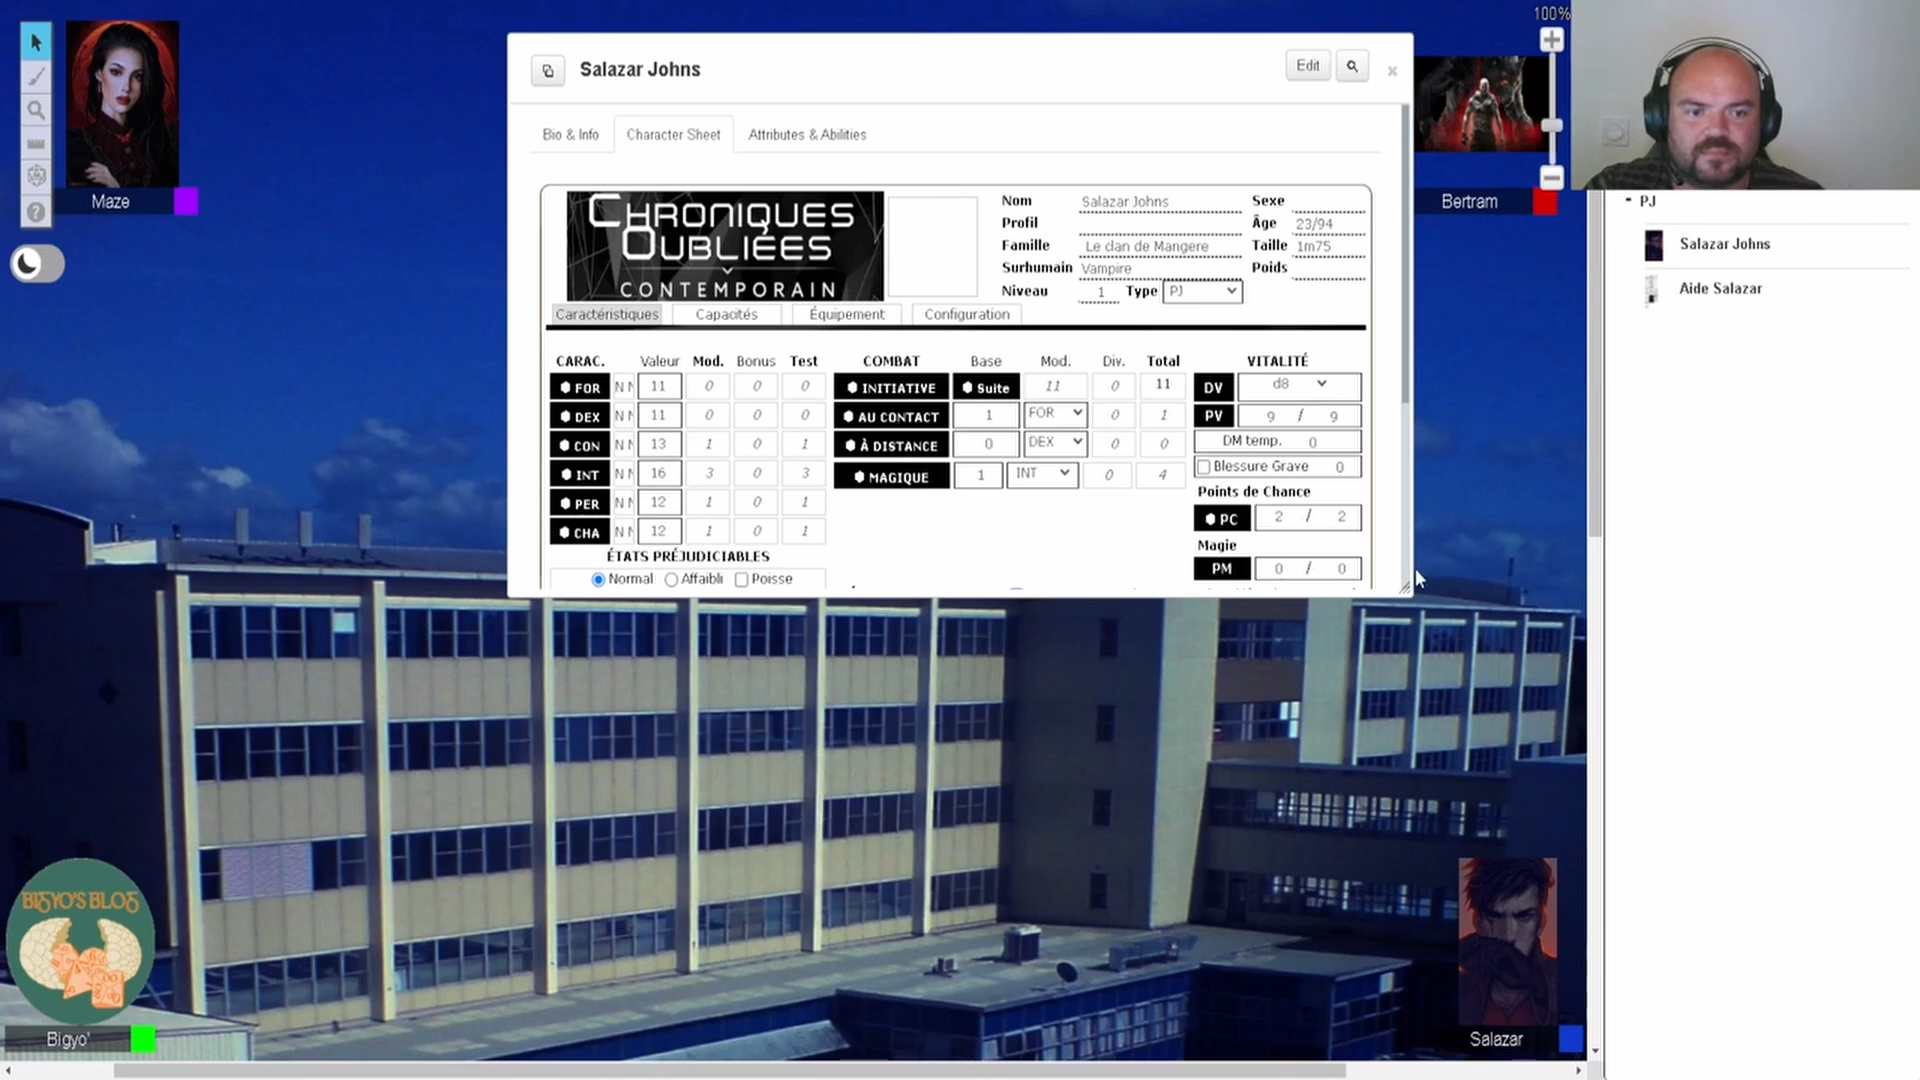 100%
Salazar Johns
Edit
Bio & Info
Character Sheet
Attributes & Abilities
CHRONIQUES
OUBLIÉES
CONTEMPORAIN
Nom Salazar Johns Sexe
Profil Âge 23/94
Famille Le clan de Mangere Taille 1m75
Surhumain Vampire Poids
Niveau 1 Type PJ
Caractéristiques Capacités Équipement Configuration
CARAC. Valeur Mod. Bonus Test
FOR N 11 0 0 0
DEX N 11 0 0 0
CON N 13 1 0 1
INT N 16 3 0 3
PER N 12 1 0 1
CHA N 12 1 0 1
ÉTATS PRÉJUDICIABLES
Normal Affaibli Poisse
COMBAT Base Mod. Div. Total
INITIATIVE Suite 11 0 11
AU CONTACT 1 FOR 0 1
À DISTANCE 0 DEX 0 0
MAGIQUE 1 INT 0 4
VITALITÉ
DV d8
PV 9 / 9
DM temp. 0
Blessure Grave 0
Points de Chance
PC 2 / 2
Magie
PM 0 / 0
PJ
Salazar Johns
Aide Salazar
Maze
Bertram
BIGYO'S BLOG
Bigyo'
Salazar